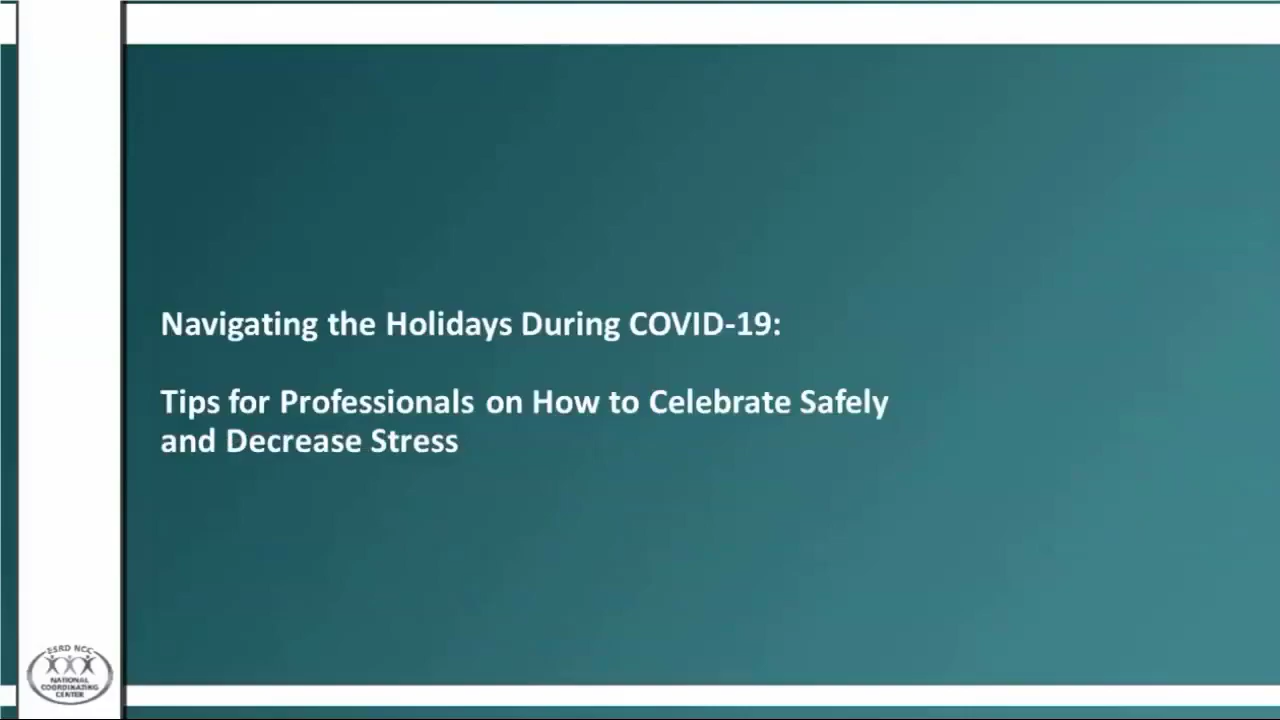 Navigating the Holidays During COVID-19:
Tips for Professionals on How to Celebrate Safely
and Decrease Stress
ESRD NCC
NATIONAL
COORDINATING
CENTER